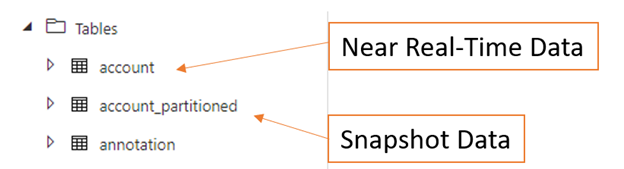 Tables
account
account_partitioned
annotation
Near Real-Time Data
Snapshot Data